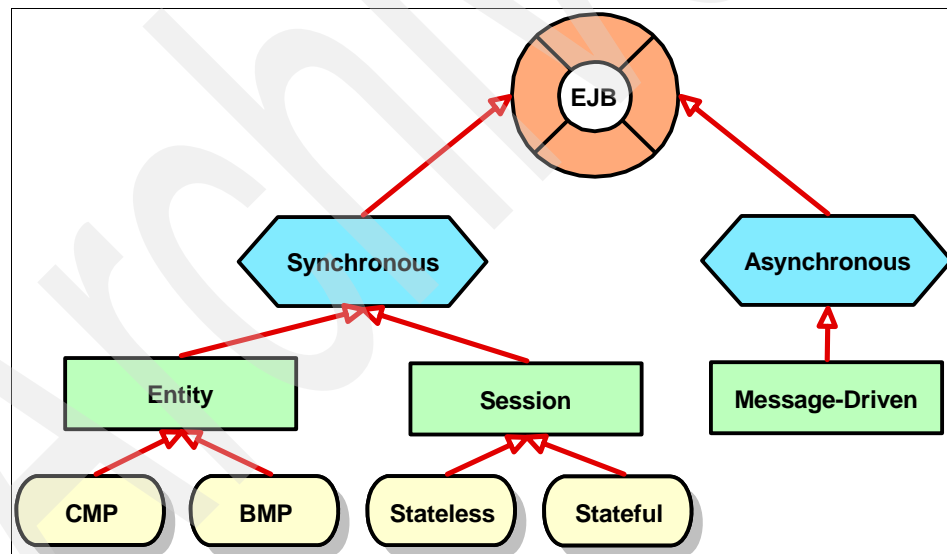 EJB
Synchronous
Asynchronous
Entity
Session
Message-Driven
CMP
BMP
Stateless
Stateful